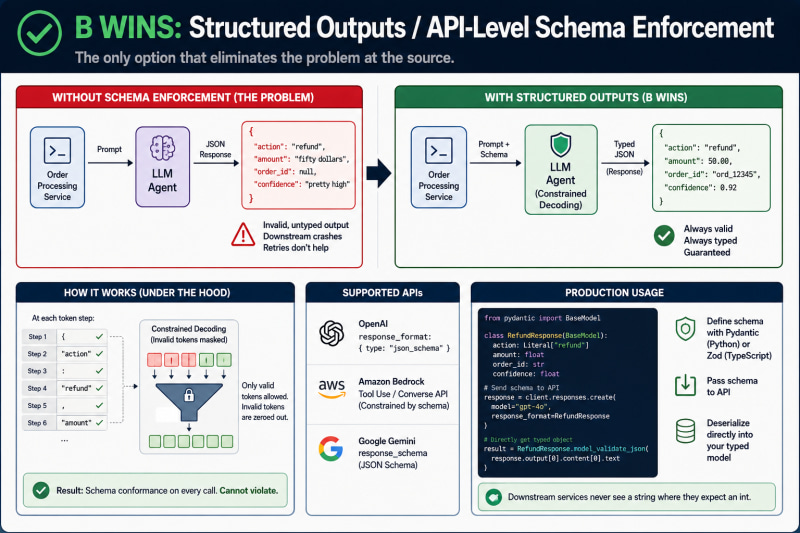 B WINS: Structured Outputs / API-Level Schema Enforcement
The only option that eliminates the problem at the source.
WITHOUT SCHEMA ENFORCEMENT (THE PROBLEM)
Order
Processing
Service
Prompt
LLM
Agent
JSON
Response
{
"action": "refund",
"amount": "fifty dollars",
"order_id": null,
"confidence": "pretty high"
}
Invalid, untyped output
Downstream crashes
Retries don't help
WITH STRUCTURED OUTPUTS (B WINS)
Order
Processing
Service
Prompt +
Schema
LLM
Agent
(Constrained
Decoding)
Typed
JSON
(Response)
{
"action": "refund",
"amount": 50.00,
"order_id": "ord_12345",
"confidence": 0.92
}
Always valid
Always typed
Guaranteed
HOW IT WORKS (UNDER THE HOOD)
At each token step:
Step 1 {
Step 2 "action"
Step 3 :
Step 4 "refund"
Step 5 ,
Step 6 "amount"
...
Constrained Decoding
(Invalid tokens masked)
Only valid
tokens allowed.
Invalid tokens
are zeroed out.
Result: Schema conformance on every call. Cannot violate.
SUPPORTED APIs
OpenAI
response_format:
{ type: "json_schema" }
aws
Amazon Bedrock
Tool Use / Converse API
(Constrained by schema)
Google Gemini
response_schema
(JSON Schema)
PRODUCTION USAGE
from pydantic import BaseModel
class RefundResponse(BaseModel):
action: Literal["refund"]
amount: float
order_id: str
confidence: float
# Send schema to API
response = client.responses.create(
model="gpt-4o",
response_format=RefundResponse
)
# Directly get typed object
result = RefundResponse.model_validate_json(
response.output[0].content[0].text
)
Define schema
with Pydantic
(Python) or
Zod (TypeScript)
Pass schema
to API
Deserialize
directly into
your typed
model
Downstream services never see a string where they expect an int.